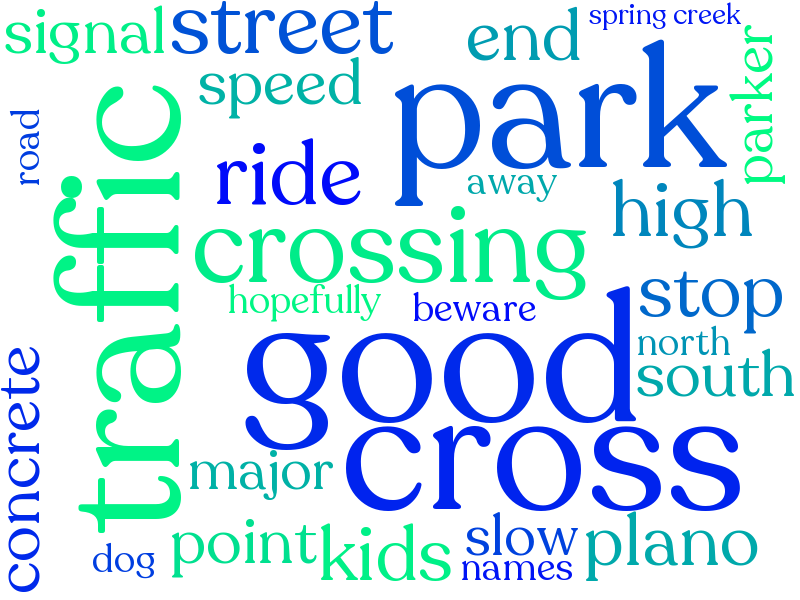 signal
street
end
spring creek
speed
park
parker
road
traffic
ride
away
high
crossing
hopefully
beware
stop
good
north
south
concrete
cross
major
point
kids
slow
plano
dog
names